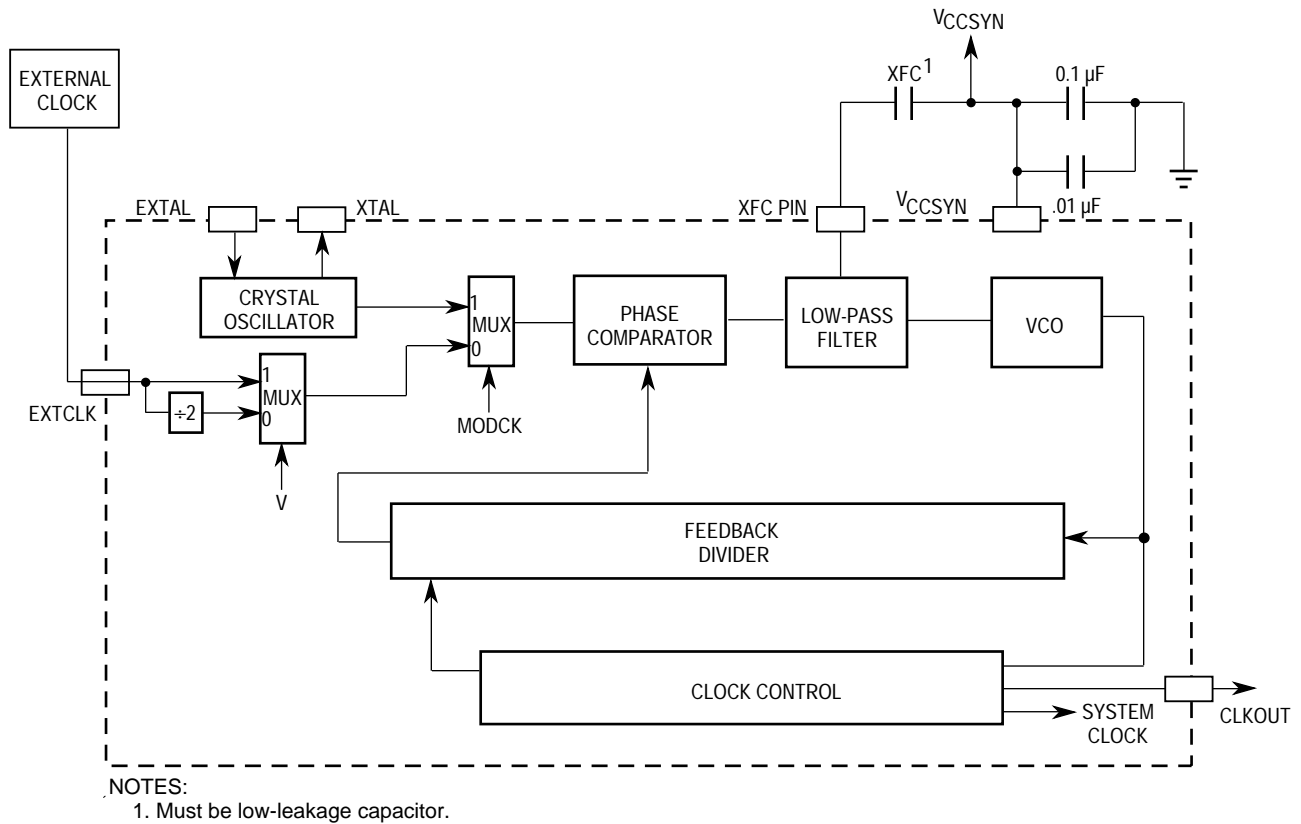 VCCSYN
EXTERNAL
CLOCK
XFC1
0.1 µF
EXTAL
XTAL
XFC PIN
VCCSYN
.01 µF
CRYSTAL
OSCILLATOR
1
MUX
0
PHASE
COMPARATOR
LOW-PASS
FILTER
VCO
EXTCLK
÷2
1
MUX
0
MODCK
V
FEEDBACK
DIVIDER
CLOCK CONTROL
SYSTEM
CLOCK
CLKOUT
NOTES:
1. Must be low-leakage capacitor.